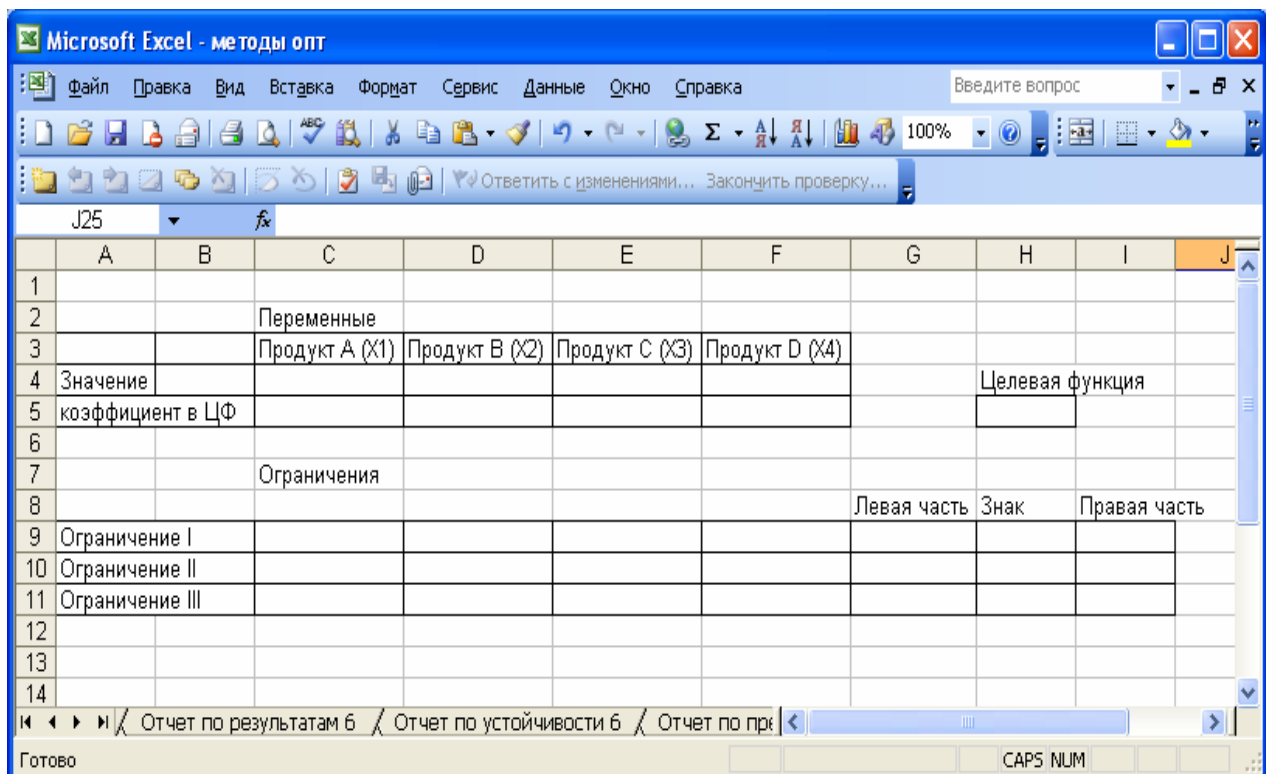 Microsoft Excel - методы опт
Файл Правка Вид Вставка Формат Сервис Данные Окно Справка Введите вопрос
ABC Σ А Я Я А 100%
Ответить с изменениями... Закончить проверку...
J25 fx
A B C D E F G H I J
1
2 Переменные
3 Продукт A (X1) Продукт B (X2) Продукт C (X3) Продукт D (X4)
4 Значение Целевая функция
5 коэффициент в ЦФ
6
7 Ограничения
8 Левая часть Знак Правая часть
9 Ограничение I
10 Ограничение II
11 Ограничение III
12
13
14
Отчет по результатам 6 Отчет по устойчивости 6 Отчет по пре
Готово CAPS NUM